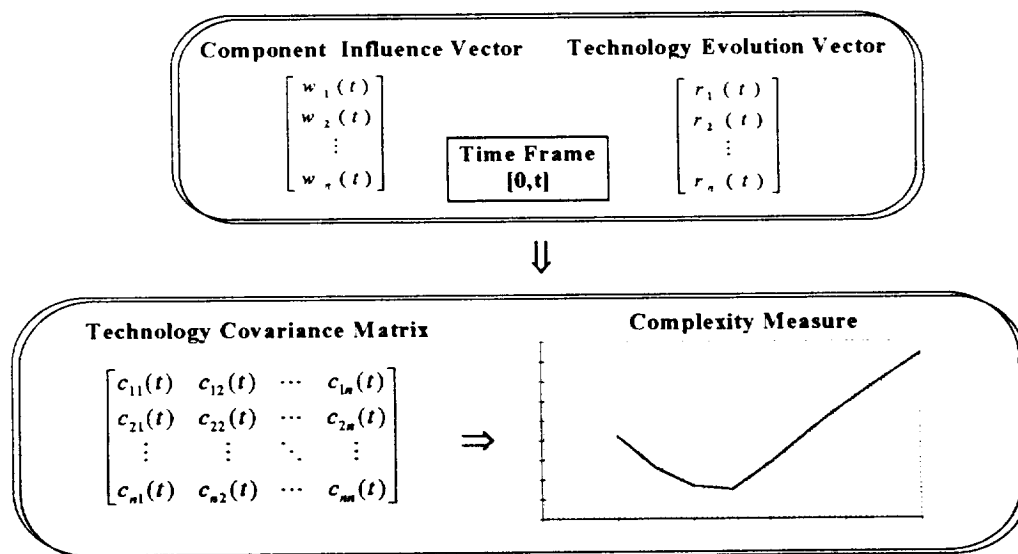 Component Influence Vector
Technology Evolution Vector
w₁(t)
w₂(t)
⋮
wₙ(t)
Time Frame
[0,t]
r₁(t)
r₂(t)
⋮
rₙ(t)
⇓
Technology Covariance Matrix
Complexity Measure
c₁₁(t) c₁₂(t) ⋯ c₁ₙ(t)
c₂₁(t) c₂₂(t) ⋯ c₂ₙ(t)
⋮ ⋮ ⋱ ⋮
cₙ₁(t) cₙ₂(t) ⋯ cₙₙ(t)
⇒